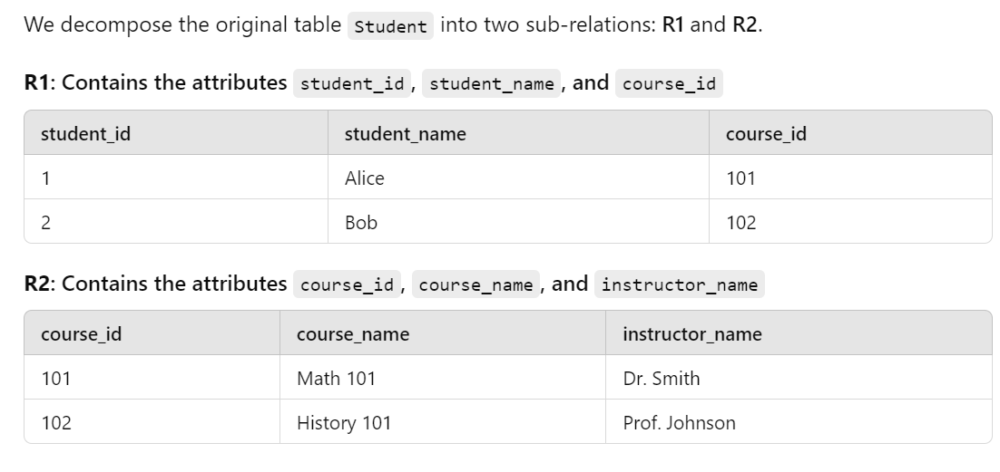 We decompose the original table Student into two sub-relations: R1 and R2.
R1: Contains the attributes student_id, student_name, and course_id
student_id student_name course_id
1 Alice 101
2 Bob 102
R2: Contains the attributes course_id, course_name, and instructor_name
course_id course_name instructor_name
101 Math 101 Dr. Smith
102 History 101 Prof. Johnson